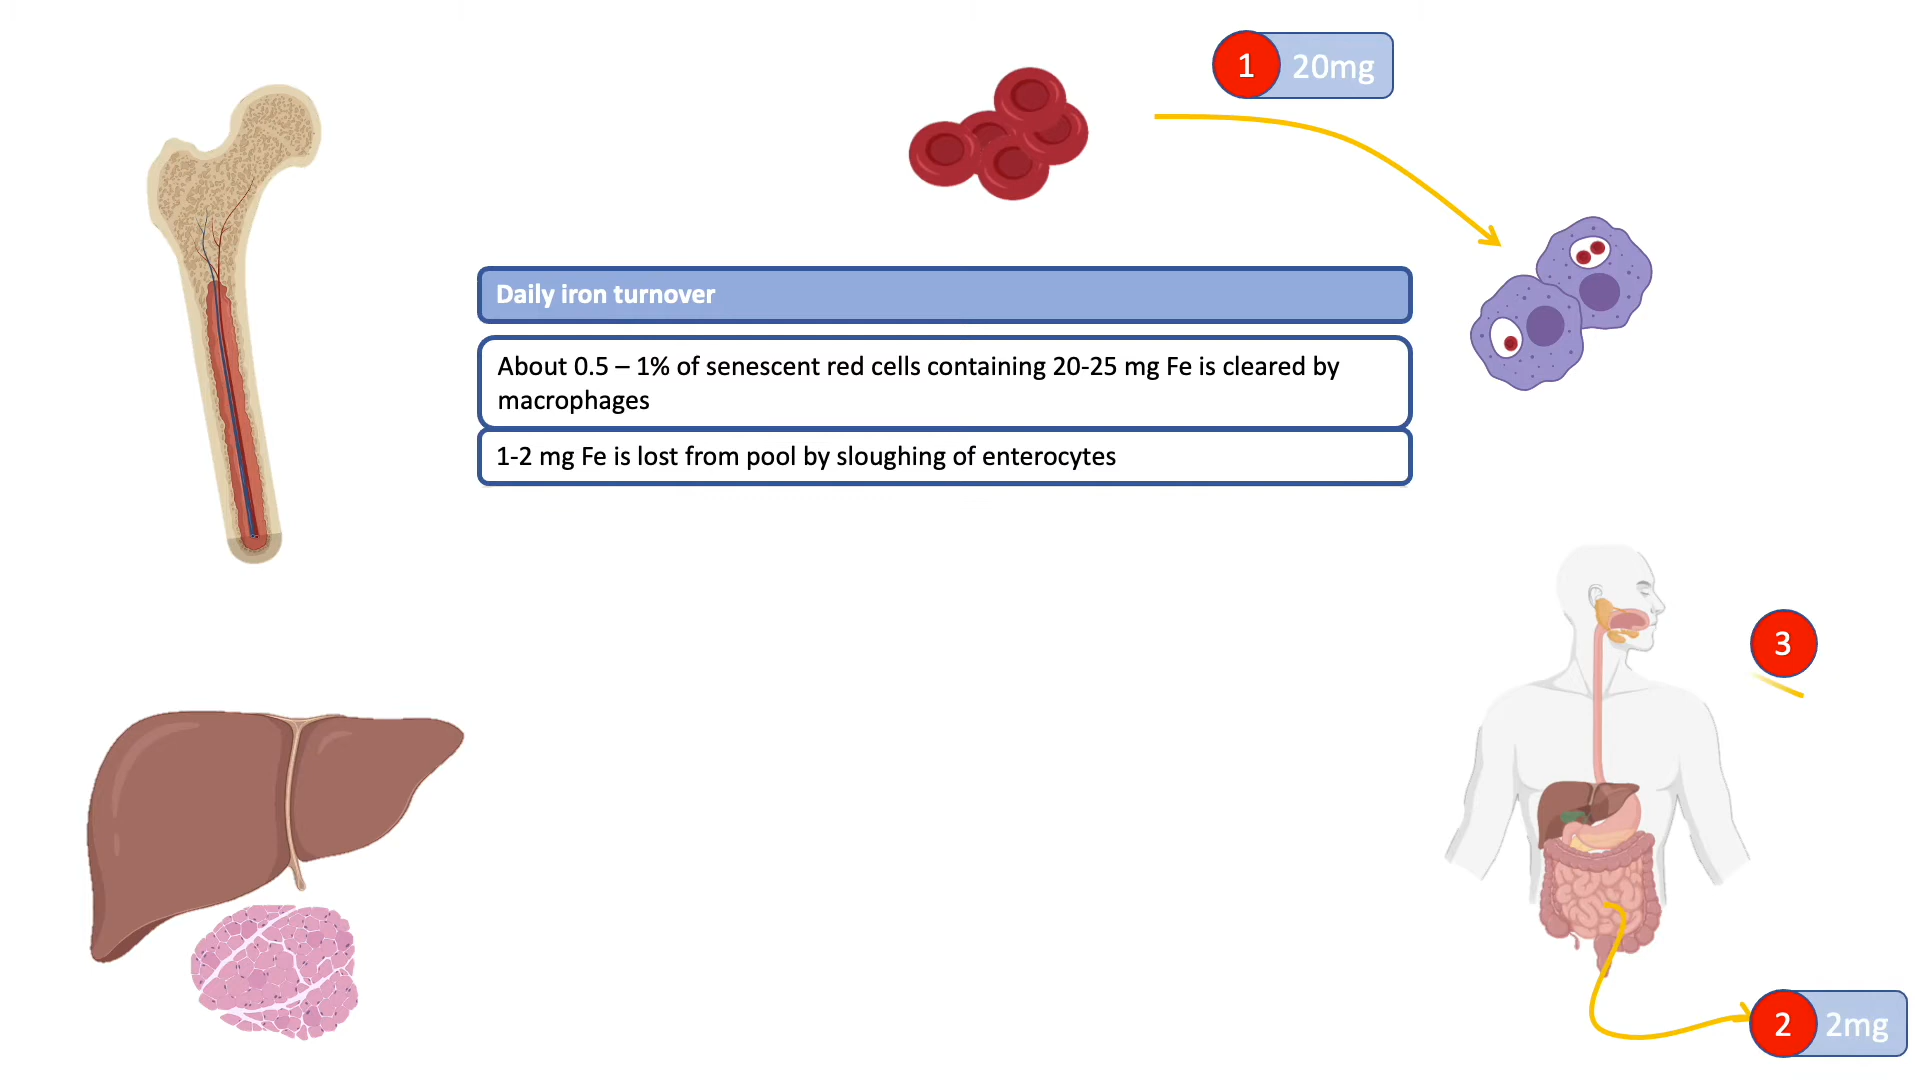 1 20mg
Daily iron turnover
About 0.5 – 1% of senescent red cells containing 20-25 mg Fe is cleared by
macrophages
1-2 mg Fe is lost from pool by sloughing of enterocytes
3
2 2mg